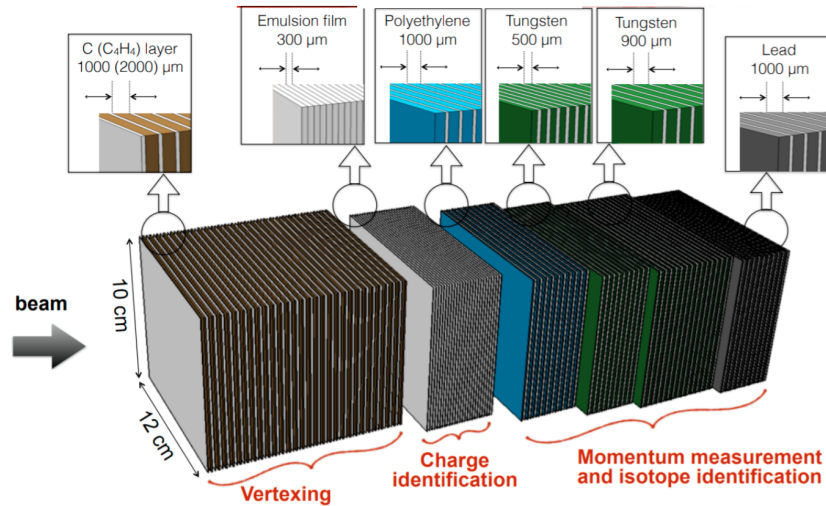 C (C4H4) layer
1000 (2000) µm
Emulsion film
300 µm
Polyethylene
1000 µm
Tungsten
500 µm
Tungsten
900 µm
Lead
1000 µm
beam
10 cm
12 cm
Vertexing
Charge
identification
Momentum measurement
and isotope identification